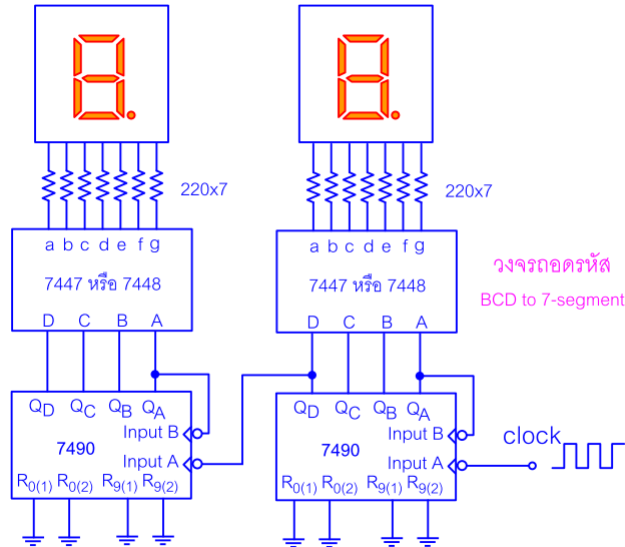 220x7
220x7
a b c d e f g
a b c d e f g
7447 หรือ 7448
7447 หรือ 7448
วงจรถอดรหัส
BCD to 7-segment
D C B A
D C B A
QD QC QB QA
Input B
7490
Input A
R0(1) R0(2) R9(1) R9(2)
QD QC QB QA
Input B
7490
Input A
R0(1) R0(2) R9(1) R9(2)
clock